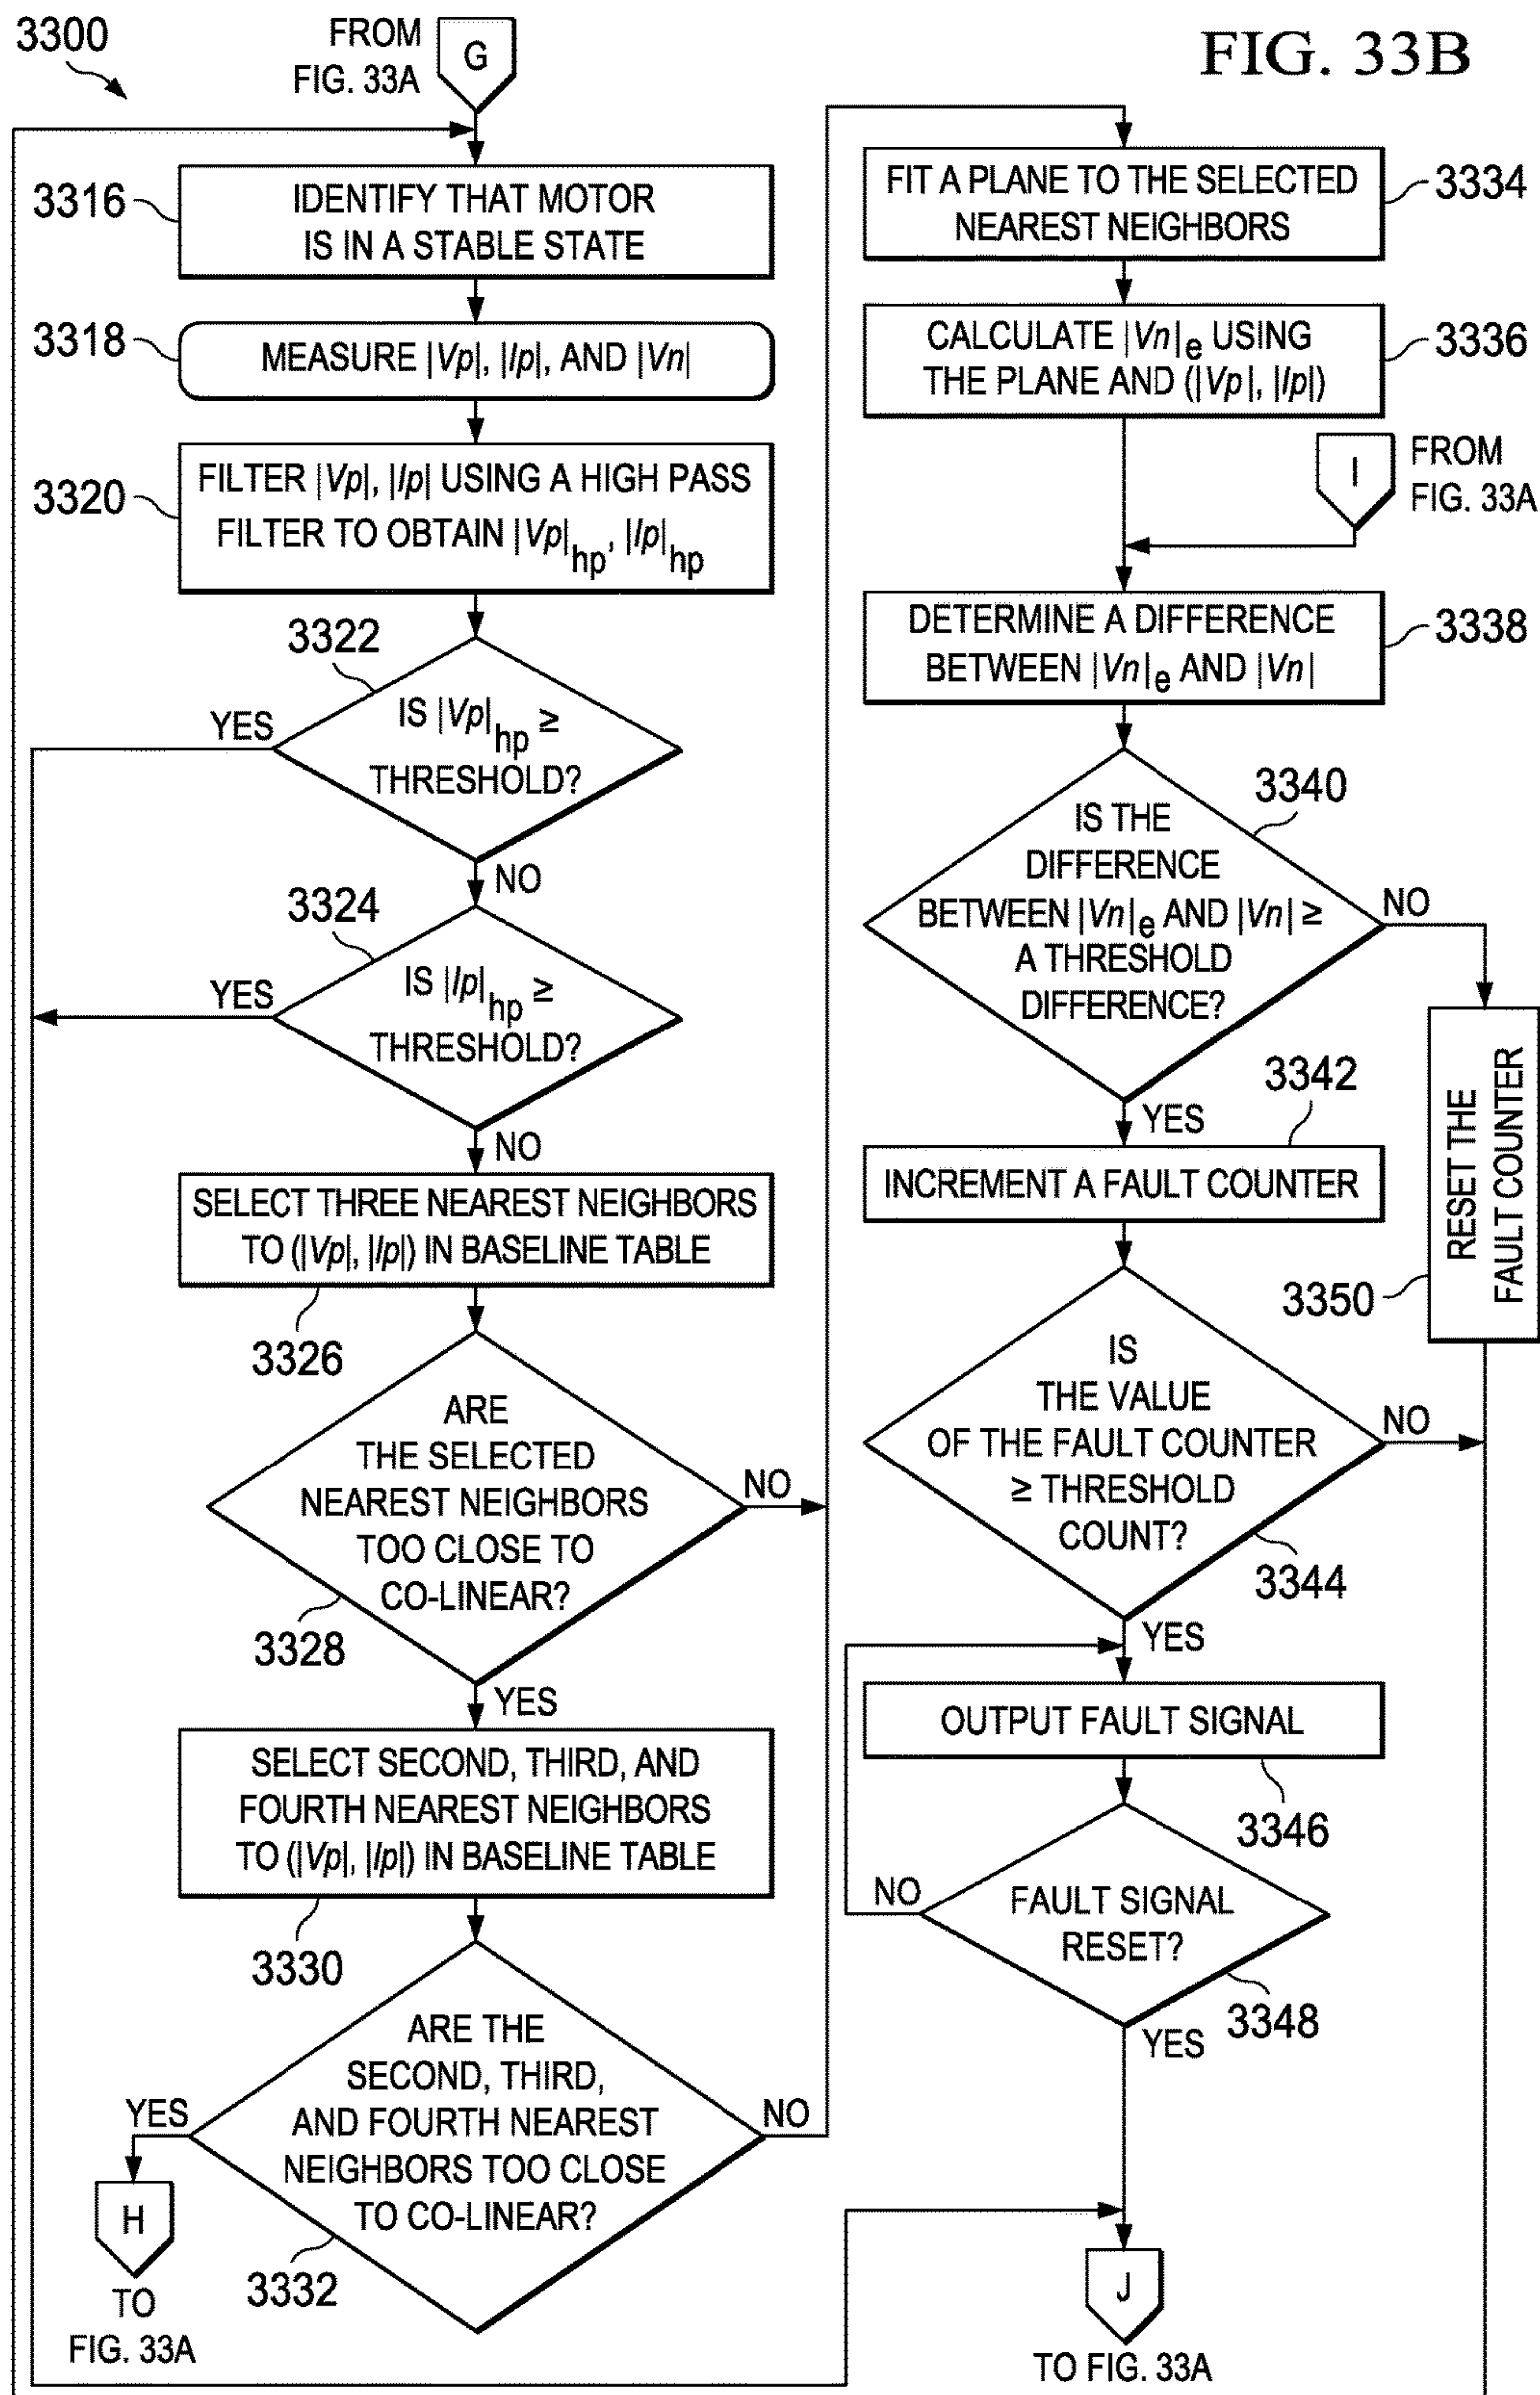 FIG. 33B
3300
FROM
FIG. 33A
G
3316
IDENTIFY THAT MOTOR
IS IN A STABLE STATE
3318
MEASURE |Vp|, |Ip|, AND |Vn|
3320
FILTER |Vp|, |Ip| USING A HIGH PASS
FILTER TO OBTAIN |Vp|hp, |Ip|hp
3322
IS |Vp|hp ≥
THRESHOLD?
YES
NO
3324
IS |Ip|hp ≥
THRESHOLD?
YES
NO
SELECT THREE NEAREST NEIGHBORS
TO (|Vp|, |Ip|) IN BASELINE TABLE
3326
ARE
THE SELECTED
NEAREST NEIGHBORS
TOO CLOSE TO
CO-LINEAR?
NO
3328
YES
SELECT SECOND, THIRD, AND
FOURTH NEAREST NEIGHBORS
TO (|Vp|, |Ip|) IN BASELINE TABLE
3330
ARE THE
SECOND, THIRD,
AND FOURTH NEAREST
NEIGHBORS TOO CLOSE
TO CO-LINEAR?
YES
NO
3332
H
TO
FIG. 33A
FIT A PLANE TO THE SELECTED
NEAREST NEIGHBORS
3334
CALCULATE |Vn|e USING
THE PLANE AND (|Vp|, |Ip|)
3336
I
FROM
FIG. 33A
DETERMINE A DIFFERENCE
BETWEEN |Vn|e AND |Vn|
3338
3340
IS THE
DIFFERENCE
BETWEEN |Vn|e AND |Vn| ≥
A THRESHOLD
DIFFERENCE?
NO
YES
3342
INCREMENT A FAULT COUNTER
RESET THE
FAULT COUNTER
3350
IS
THE VALUE
OF THE FAULT COUNTER
≥ THRESHOLD
COUNT?
NO
3344
YES
OUTPUT FAULT SIGNAL
3346
FAULT SIGNAL
RESET?
NO
3348
YES
J
TO FIG. 33A